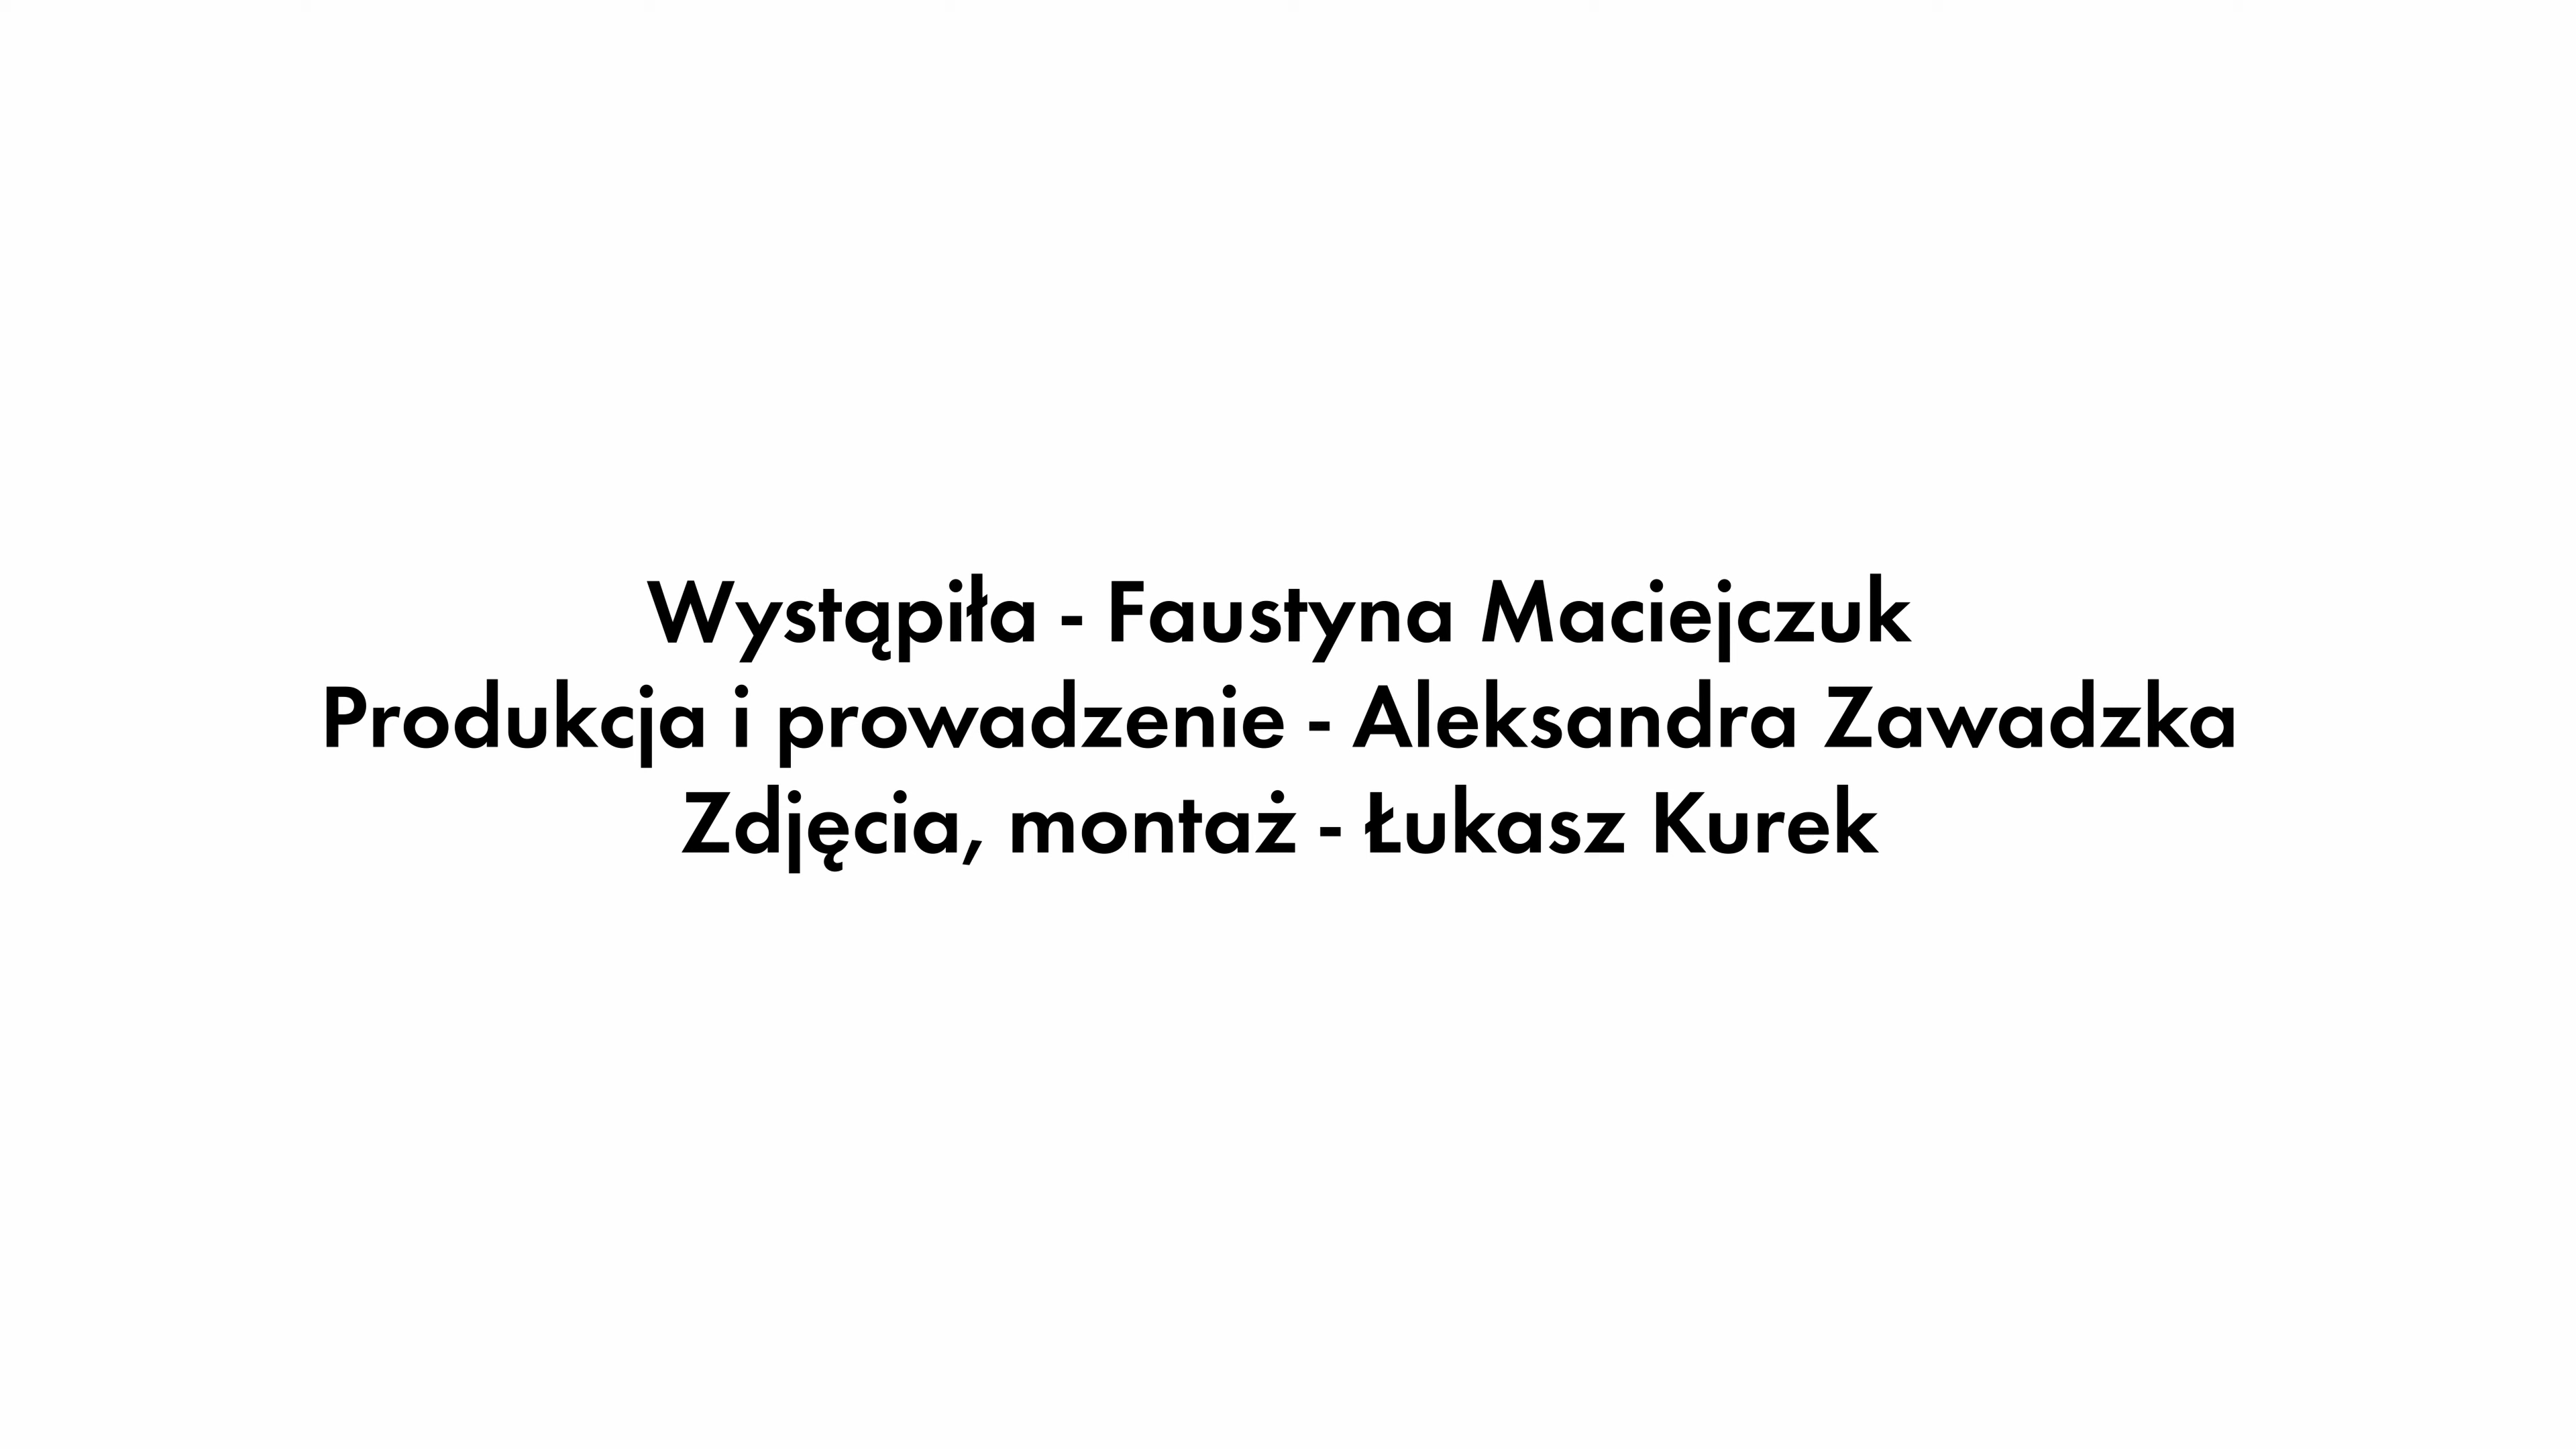 Wystąpiła - Faustyna Maciejczuk
Produkcja i prowadzenie - Aleksandra Zawadzka
Zdjęcia, montaż - Łukasz Kurek